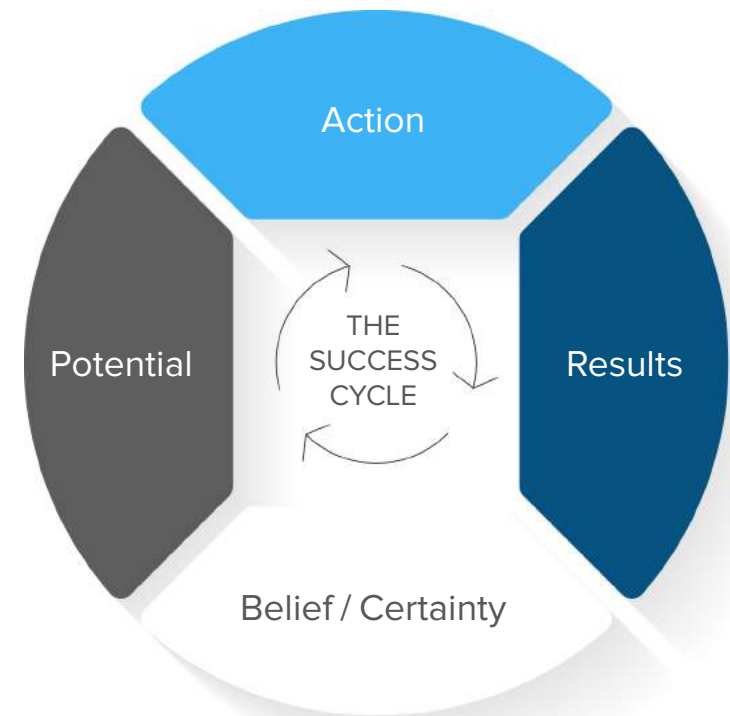 Action
Potential
THE
SUCCESS
CYCLE
Results
Belief / Certainty